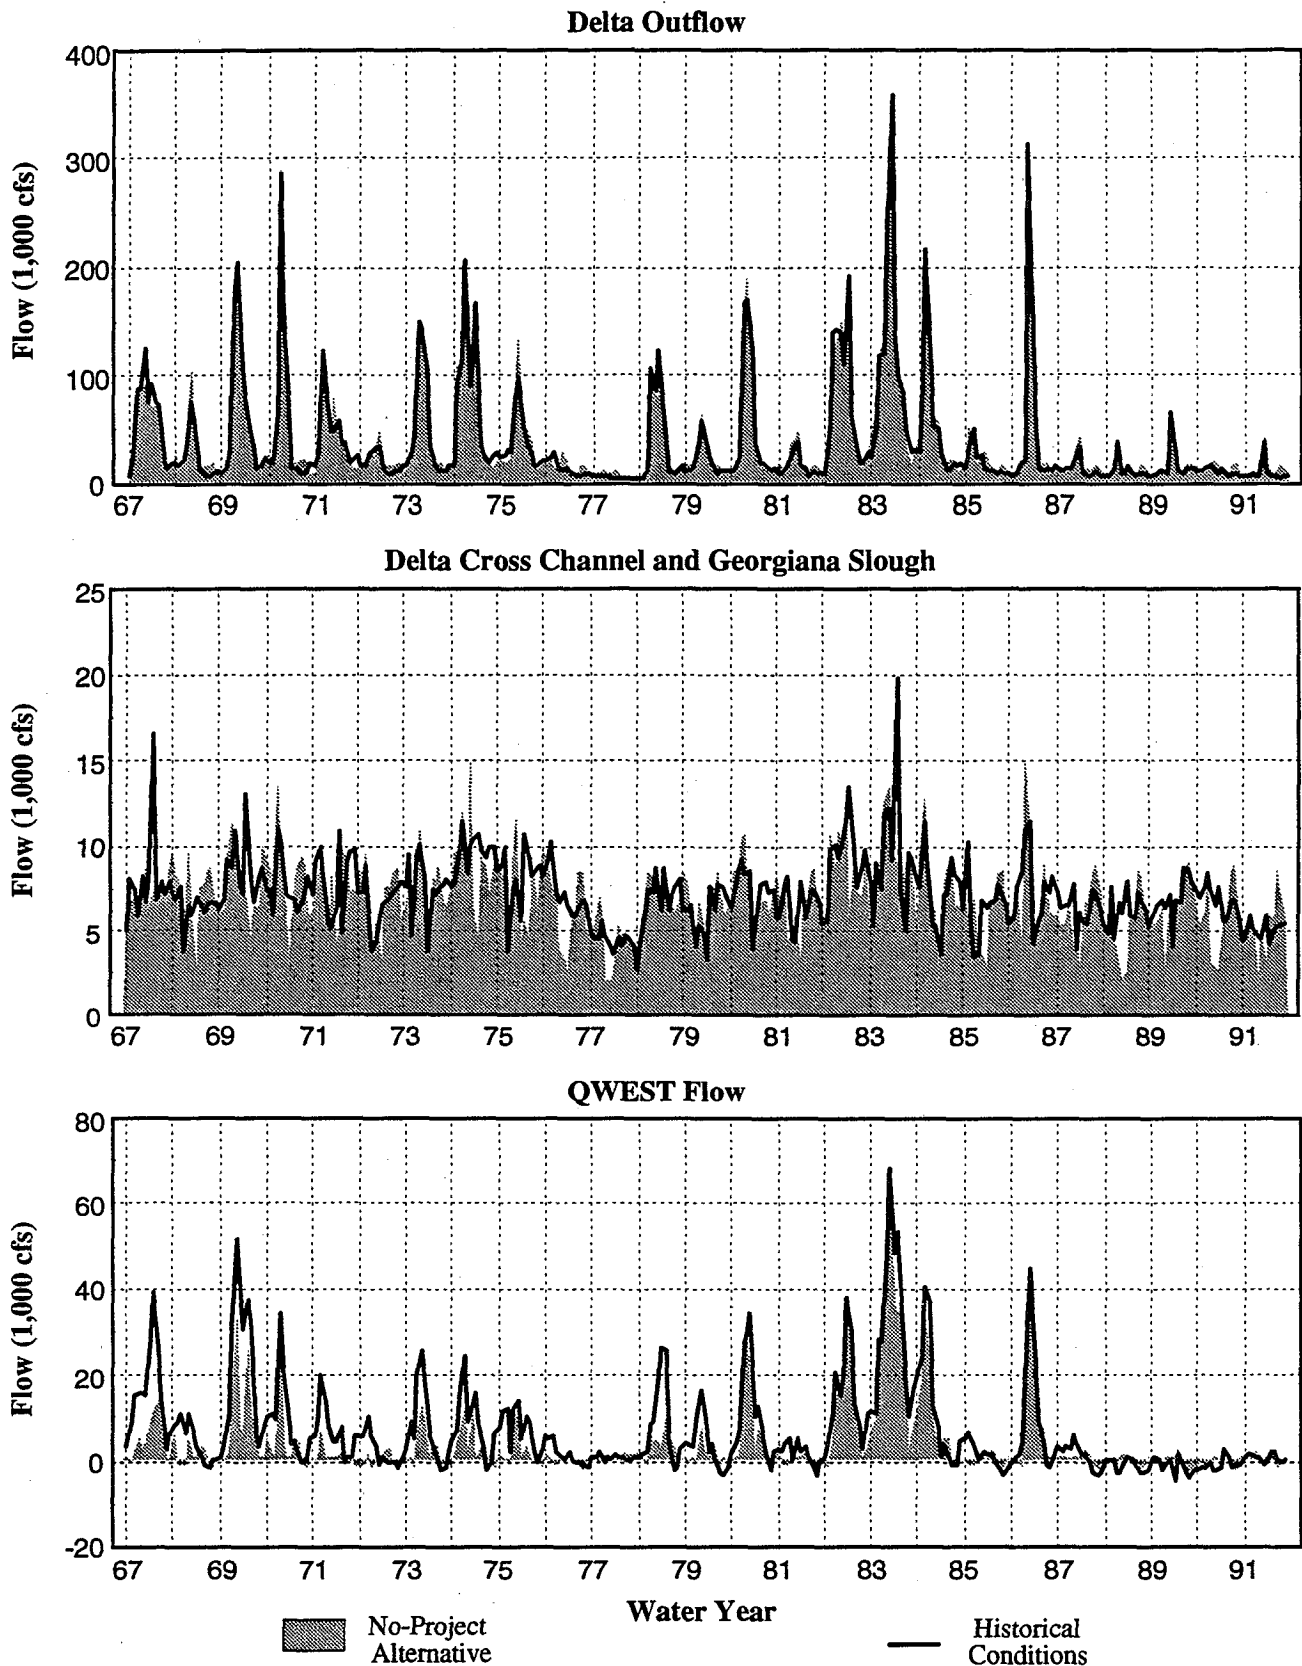 Delta Outflow
Flow (1,000 cfs)
400
300
200
100
0
67 69 71 73 75 77 79 81 83 85 87 89 91
Delta Cross Channel and Georgiana Slough
Flow (1,000 cfs)
25
20
15
10
5
0
67 69 71 73 75 77 79 81 83 85 87 89 91
QWEST Flow
Flow (1,000 cfs)
80
60
40
20
0
-20
67 69 71 73 75 77 79 81 83 85 87 89 91
Water Year
No-Project
Alternative
Historical
Conditions